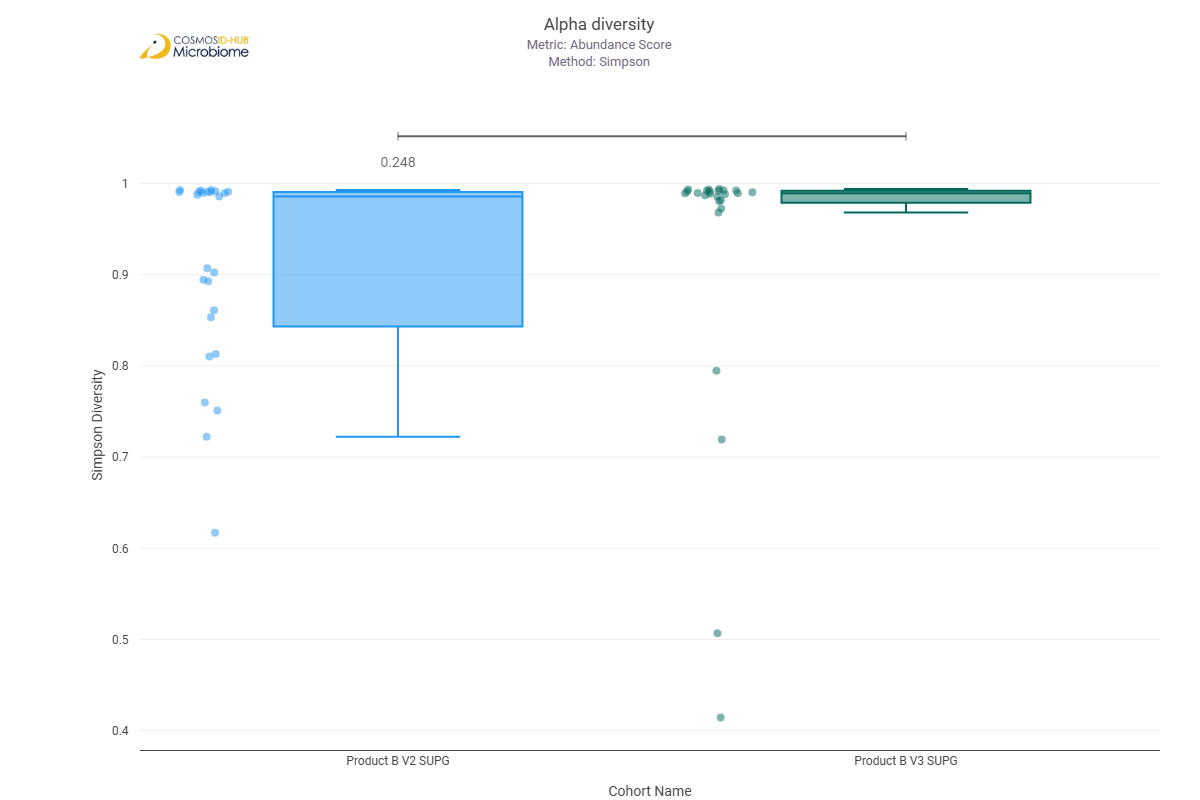 COSMOSID-HUB
Microbiome
Alpha diversity
Metric: Abundance Score
Method: Simpson
0.248
1
0.9
0.8
0.7
0.6
0.5
0.4
Simpson Diversity
Product B V2 SUPG
Product B V3 SUPG
Cohort Name